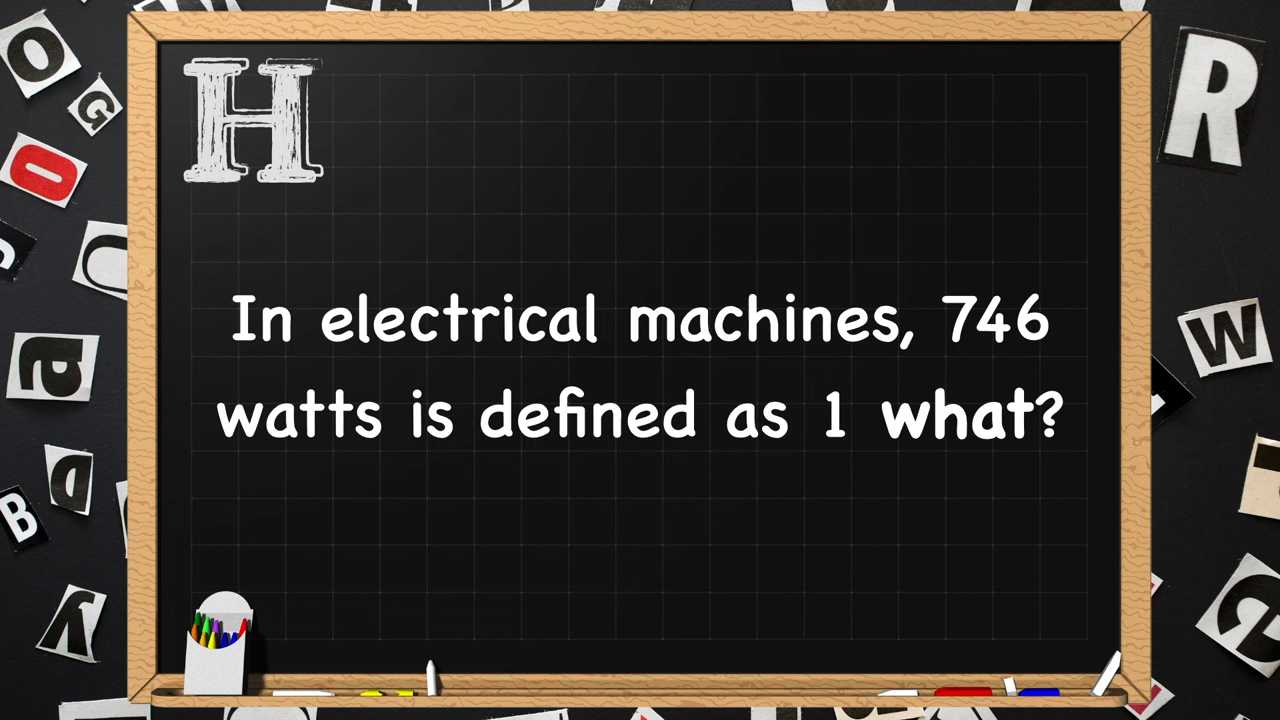 H
In electrical machines, 746
watts is defined as 1 what?
O
G
O
a
D
B
R
W